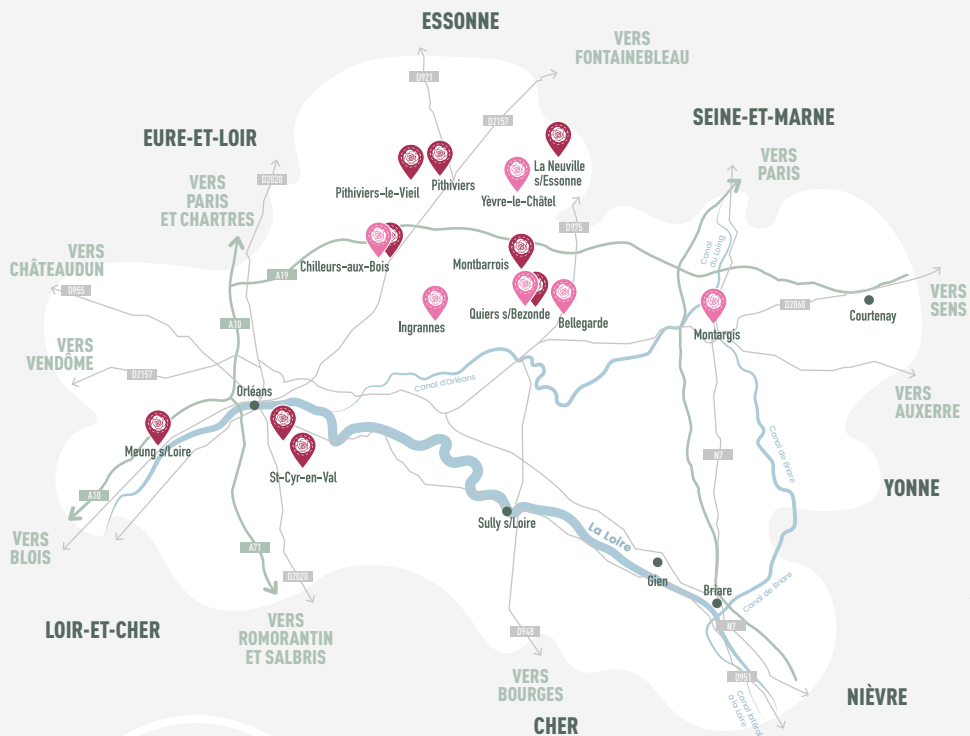 ESSONNE
VERS
FONTAINEBLEAU
D921
D2157
SEINE-ET-MARNE
EURE-ET-LOIR
VERS
PARIS
D2020
VERS
PARIS
ET CHARTRES
La Neuville
s/Essonne
Pithiviers-le-Vieil
Pithiviers
Yèvre-le-Châtel
D975
Canal
du Loing
VERS
CHÂTEAUDUN
D955
Chilleurs-aux-Bois
A19
Montbarrois
VERS
SENS
D2060
Courtenay
Ingrannes
Quiers s/Bezonde
Bellegarde
Montargis
A10
VERS
VENDÔME
D2157
Canal d'Orléans
Orléans
VERS
AUXERRE
Meung s/Loire
St-Cyr-en-Val
N7
Canal de Briare
A10
YONNE
VERS
BLOIS
Sully s/Loire
La Loire
A71
D2020
Gien
Briare
Canal de Briare
LOIR-ET-CHER
VERS
ROMORANTIN
ET SALBRIS
D948
N7
VERS
BOURGES
D951
Canal latéral
à la Loire
NIÈVRE
CHER